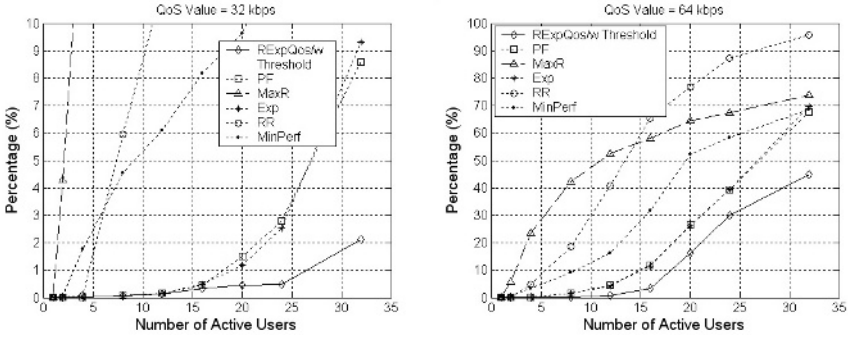 QoS Value = 32 kbps
10
9
8
7
6
5
4
3
2
1
0
Percentage (%)
RExpQos/w
Threshold
PF
MaxR
Exp
RR
MinPerf
0 5 10 15 20 25 30 35
Number of Active Users
QoS Value = 64 kbps
100
90
80
70
60
50
40
30
20
10
0
Percentage (%)
RExpQos/w Threshold
PF
MaxR
Exp
RR
MinPerf
0 5 10 15 20 25 30 35
Number of Active Users